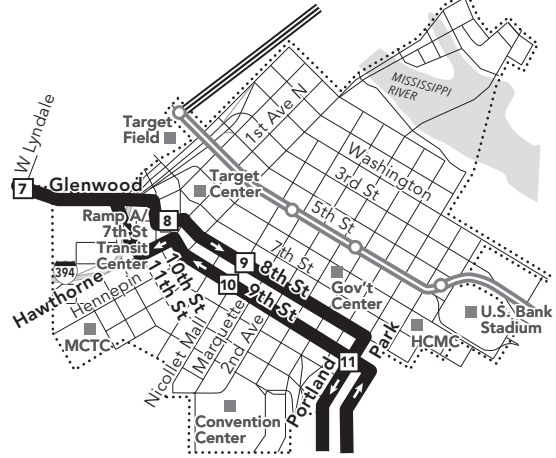 MISSISSIPPI
RIVER
W Lyndale
Target
Field
1st Ave N
Washington
3rd St
7
Glenwood
Target
Center
5th St
Ramp A/
7th St
Transit
Center
8
9
8th St
7th St
394
Hawthorne
Hennepin
10th St
11th St
10
9th St
Gov't
Center
U.S. Bank
Stadium
HCMC
MCTC
Nicollet Mall
Marquette
2nd Ave
11
Park
Portland
Convention
Center